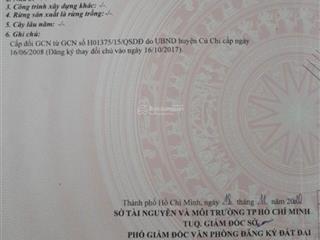 3. Công trình xây dựng khác: -/-
4. Rừng sản xuất là rừng trồng: -/-
5. Cây lâu năm: -/-
6. Ghi chú:
Cấp đổi GCN từ GCN số H01375/15/QSDĐ do UBND huyện Củ Chi cấp ngày
16/06/2008 (Đăng ký thay đổi chủ vào ngày 16/10/2017).
Thành phố Hồ Chí Minh, ngày tháng 11 năm
SỞ TÀI NGUYÊN VÀ MÔI TRƯỜNG TP HỒ CHÍ MINH
TUQ. GIÁM ĐỐC SỞ
PHÓ GIÁM ĐỐC VĂN PHÒNG ĐĂNG KÝ ĐẤT ĐAI